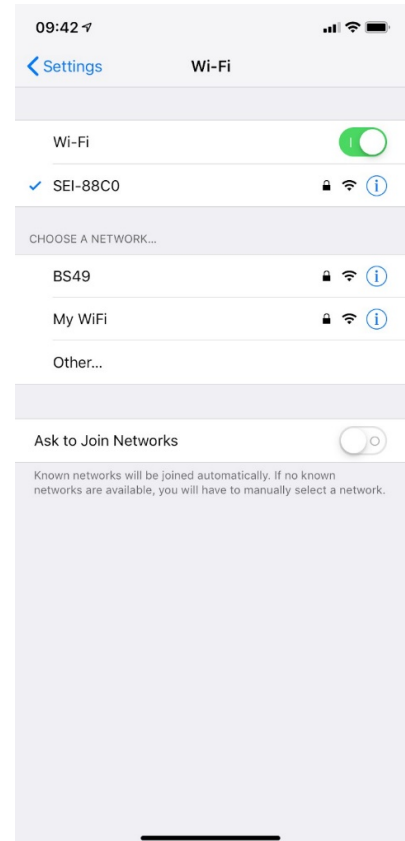 09:42
Settings
Wi-Fi
Wi-Fi
SEI-88C0
CHOOSE A NETWORK...
BS49
My WiFi
Other...
Ask to Join Networks
Known networks will be joined automatically. If no known
networks are available, you will have to manually select a network.